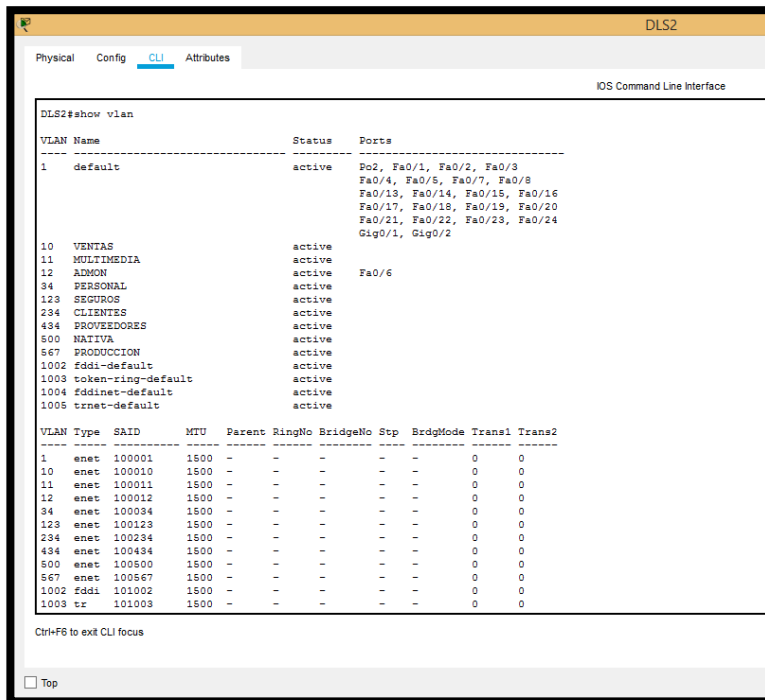 DLS2
Physical Config CLI Attributes
IOS Command Line Interface
DLS2#show vlan
VLAN Name Status Ports
---- -------------------------------- --------- -------------------------------
1 default active Po2, Fa0/1, Fa0/2, Fa0/3
Fa0/4, Fa0/5, Fa0/7, Fa0/8
Fa0/13, Fa0/14, Fa0/15, Fa0/16
Fa0/17, Fa0/18, Fa0/19, Fa0/20
Fa0/21, Fa0/22, Fa0/23, Fa0/24
Gig0/1, Gig0/2
10 VENTAS active
11 MULTIMEDIA active
12 ADMON active Fa0/6
34 PERSONAL active
123 SEGUROS active
234 CLIENTES active
434 PROVEEDORES active
500 NATIVA active
567 PRODUCCION active
1002 fddi-default active
1003 token-ring-default active
1004 fddinet-default active
1005 trnet-default active
VLAN Type SAID MTU Parent RingNo BridgeNo Stp BrdgMode Trans1 Trans2
---- ----- ---------- ----- ------ ------ -------- ---- -------- ------ ------
1 enet 100001 1500 - - - - - 0 0
10 enet 100010 1500 - - - - - 0 0
11 enet 100011 1500 - - - - - 0 0
12 enet 100012 1500 - - - - - 0 0
34 enet 100034 1500 - - - - - 0 0
123 enet 100123 1500 - - - - - 0 0
234 enet 100234 1500 - - - - - 0 0
434 enet 100434 1500 - - - - - 0 0
500 enet 100500 1500 - - - - - 0 0
567 enet 100567 1500 - - - - - 0 0
1002 fddi 101002 1500 - - - - - 0 0
1003 tr 101003 1500 - - - - - 0 0
Ctrl+F6 to exit CLI focus
Top